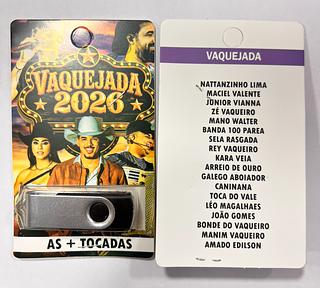 VAQUEJADA
2026
AS + TOCADAS
VAQUEJADA
NATTANZINHO LIMA
MACIEL VALENTE
JÚNIOR VIANNA
ZÉ VAQUEIRO
MANO WALTER
BANDA 100 PAREA
SELA RASGADA
REY VAQUEIRO
KARA VEIA
ARREIO DE OURO
GALEGO ABOIADOR
CANINANA
TOCA DO VALE
LÉO MAGALHAES
JOÃO GOMES
BONDE DO VAQUEIRO
MANIM VAQUEIRO
AMADO EDILSON